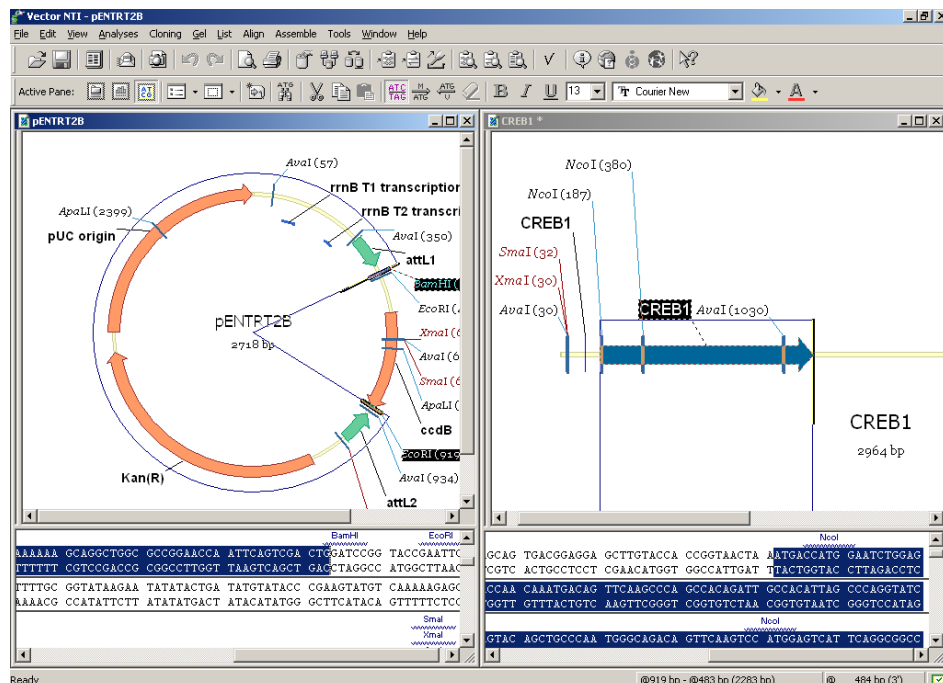 Vector NTI - pENTRT2B
File Edit View Analyses Cloning Gel List Align Assemble Tools Window Help
Active Pane: B I U 13 Courier New A
pENTRT2B
AvaI (57)
rrnB T1 transcription
rrnB T2 transcri
ApaLI (2399)
pUC origin
AvaI (350)
attL1
BamHI (
EcoRI (
pENTRT2B
2718 bp
XmaI (6
AvaI (6
SmaI (6
ApaLI (
ccdB
EcoRI (919
Kan(R)
AvaI (934)
attL2
BamHI EcoRI
AAAAAA GCAGGCTGGC GCCGGAACCA ATTCAGTCGA CTGGATCCGG TACCGAATTC
TTTTTT CGTCCGACCG CGGCCTTGGT TAAGTCAGCT GACCTAGGCC ATGGCTTAAC
TTTTGC GGTATAAGAA TATATACTGA TATGTATACC CGAAGTATGT CAAAAAGAGC
AAAACG CCATATTCTT ATATATGACT ATACATATGG GCTTCATACA GTTTTTCTCC
SmaI
XmaI
CREB1 *
NcoI (380)
NcoI (187)
CREB1
SmaI (32)
XmaI (30)
AvaI (30)
CREB1
AvaI (1030)
CREB1
2964 bp
NcoI
GCAG TGACGGAGGA GCTTGTACCA CCGGTAACTA AATGACCATG GAATCTGGAG
CGTC ACTGCCTCCT CGAACATGGT GGCCATTGAT TTACTGGTAC CTTAGACCTC
CCAA CAAATGACAG TTCAAGCCCA GCCACAGATT GCCACATTAG CCCAGGTATC
GGTT GTTTACTGTC AAGTTCGGGT CGGTGTCTAA CGGTGTAATC GGGTCCATAG
NcoI
GTAC AGCTGCCCAA TGGGCAGACA GTTCAAGTCC ATGGAGTCAT TCAGGCGGCC
Ready @919 bp - @483 bp (2283 bp) @ 484 bp (3')